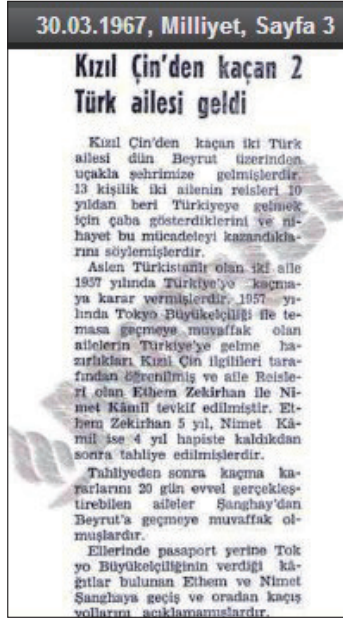 30.03.1967, Milliyet, Sayfa 3
Kızıl Çin'den kaçan 2
Türk ailesi geldi
Kızıl Çin'den kaçan iki Türk
ailesi dün Beyrut üzerinden
uçakla şehrimize gelmişlerdir.
13 kişilik iki ailenin reisleri 10
yıldan beri Türkiyeye gelmek
için çaba gösterdiklerini ve ni-
hayet bu mücadeleyi kazandıkla-
rını söylemişlerdir.
Aslen Türkistanlı olan iki aile
1957 yılında Türkiye'ye kaçma-
ya karar vermişlerdir. 1957 yı-
lında Tokyo Büyükelçiliği ile te-
masa geçmeye muvaffak olan
ailelerin Türkiye'ye gelme ha-
zırlıkları Kızıl Çin ilgilileri tara-
fından öğrenilmiş ve aile Reisle-
ri olan Ethem Zekirhan ile Ni-
met Kâmil tevkif edilmiştir. Et-
hem Zekirhan 5 yıl, Nimet Kâ-
mil ise 4 yıl hapiste kaldıkdan
sonra tahliye edilmişlerdir.
Tahliyeden sonra kaçma ka-
rarlarını 20 gün evvel gerçekleş-
tirebilen aileler Şanghay'dan
Beyrut'a geçmeye muvaffak ol-
muşlardır.
Ellerinde pasaport yerine Tok
yo Büyükelçiliğinin verdiği kâ-
ğıtlar bulunan Ethem ve Nimet
Şanghaya geçiş ve oradan kaçış
yollarını açıklamamışlardır.